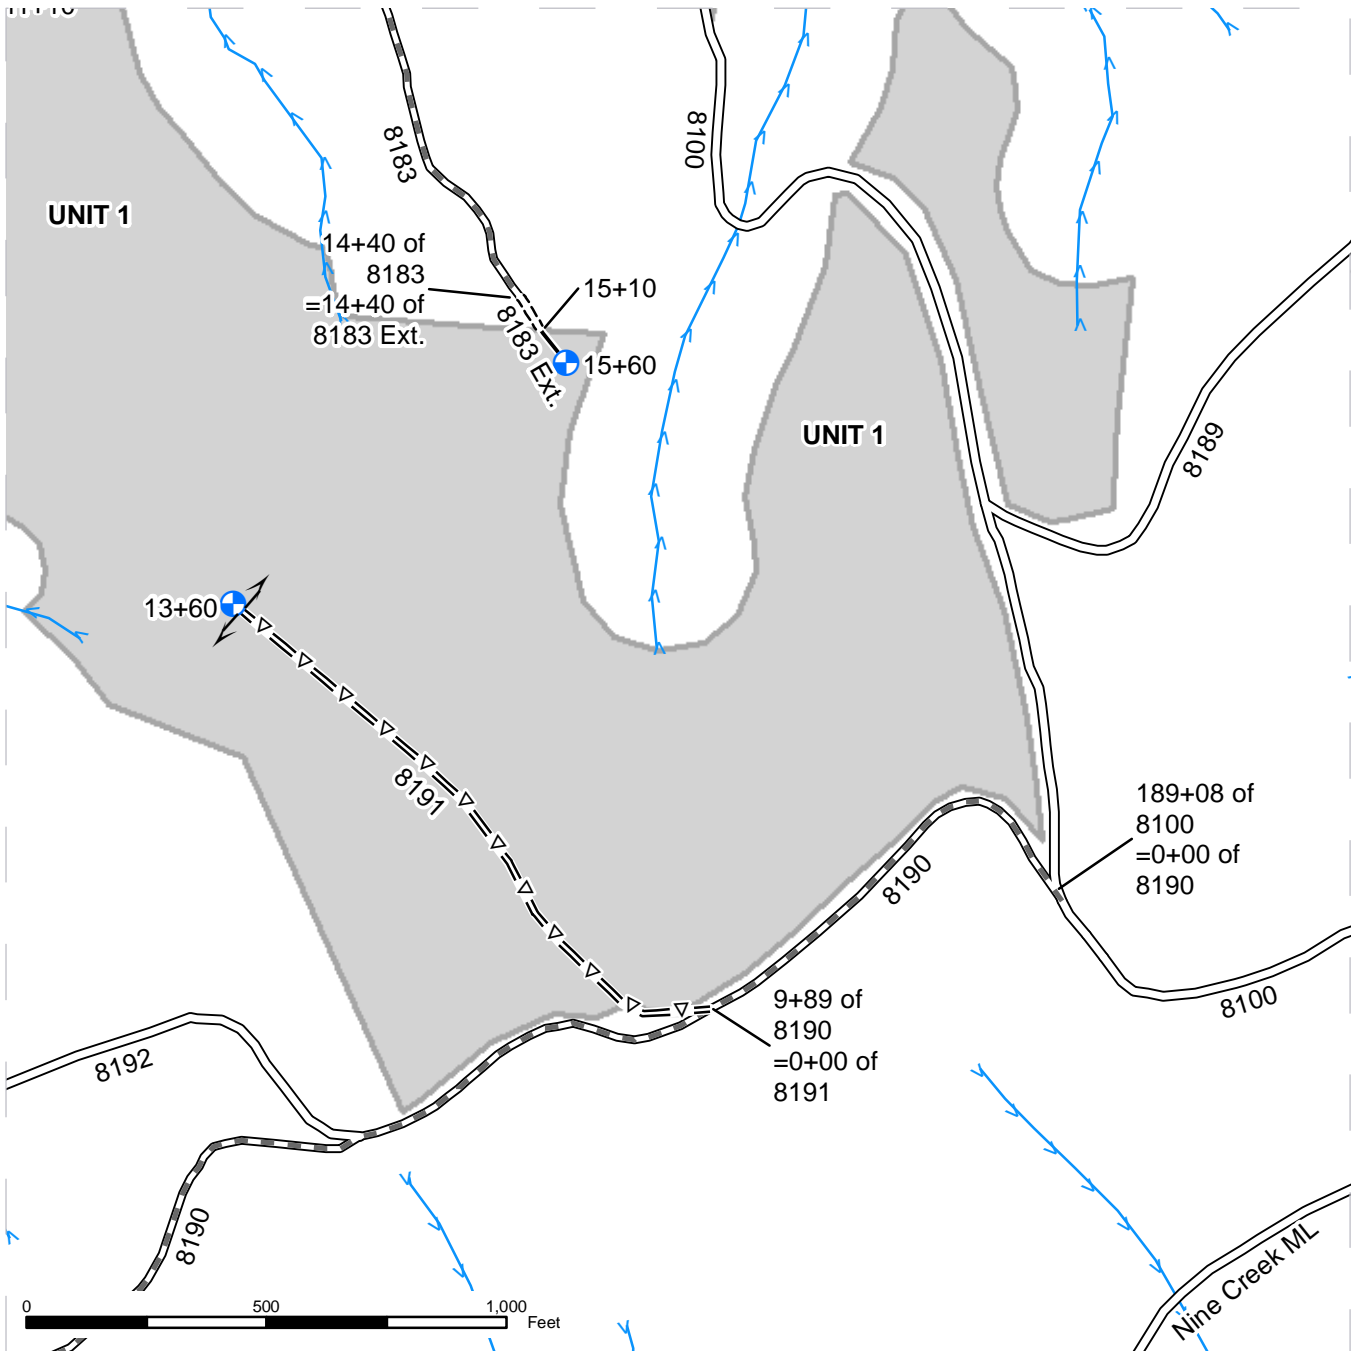 8183
8100
UNIT 1
14+40 of
8183
=14+40 of
8183 Ext.
15+10
8183 Ext.
15+60
UNIT 1
8189
13+60
8191
189+08 of
8100
=0+00 of
8190
8190
9+89 of
8190
=0+00 of
8191
8100
8192
8190
Nine Creek ML
0 500 1,000
Feet